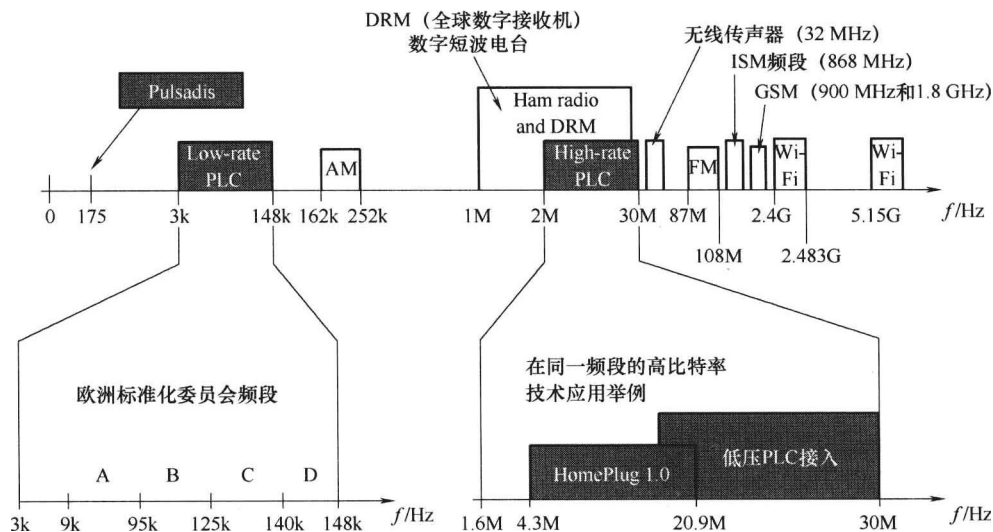 DRM（全球数字接收机）
数字短波电台
无线传声器（32 MHz）
ISM频段（868 MHz）
GSM（900 MHz和1.8 GHz）
Pulsadis
Ham radio
and DRM
Low-rate
PLC
AM
High-rate
PLC
FM
Wi-
Fi
Wi-
Fi
0
175
3k
148k
162k
252k
1M
2M
30M
87M
2.4G
5.15G
f/Hz
108M
2.483G
欧洲标准化委员会频段
A
B
C
D
3k
9k
95k
125k
140k
148k
f/Hz
在同一频段的高比特率
技术应用举例
HomePlug 1.0
低压PLC接入
1.6M
4.3M
20.9M
30M
f/Hz